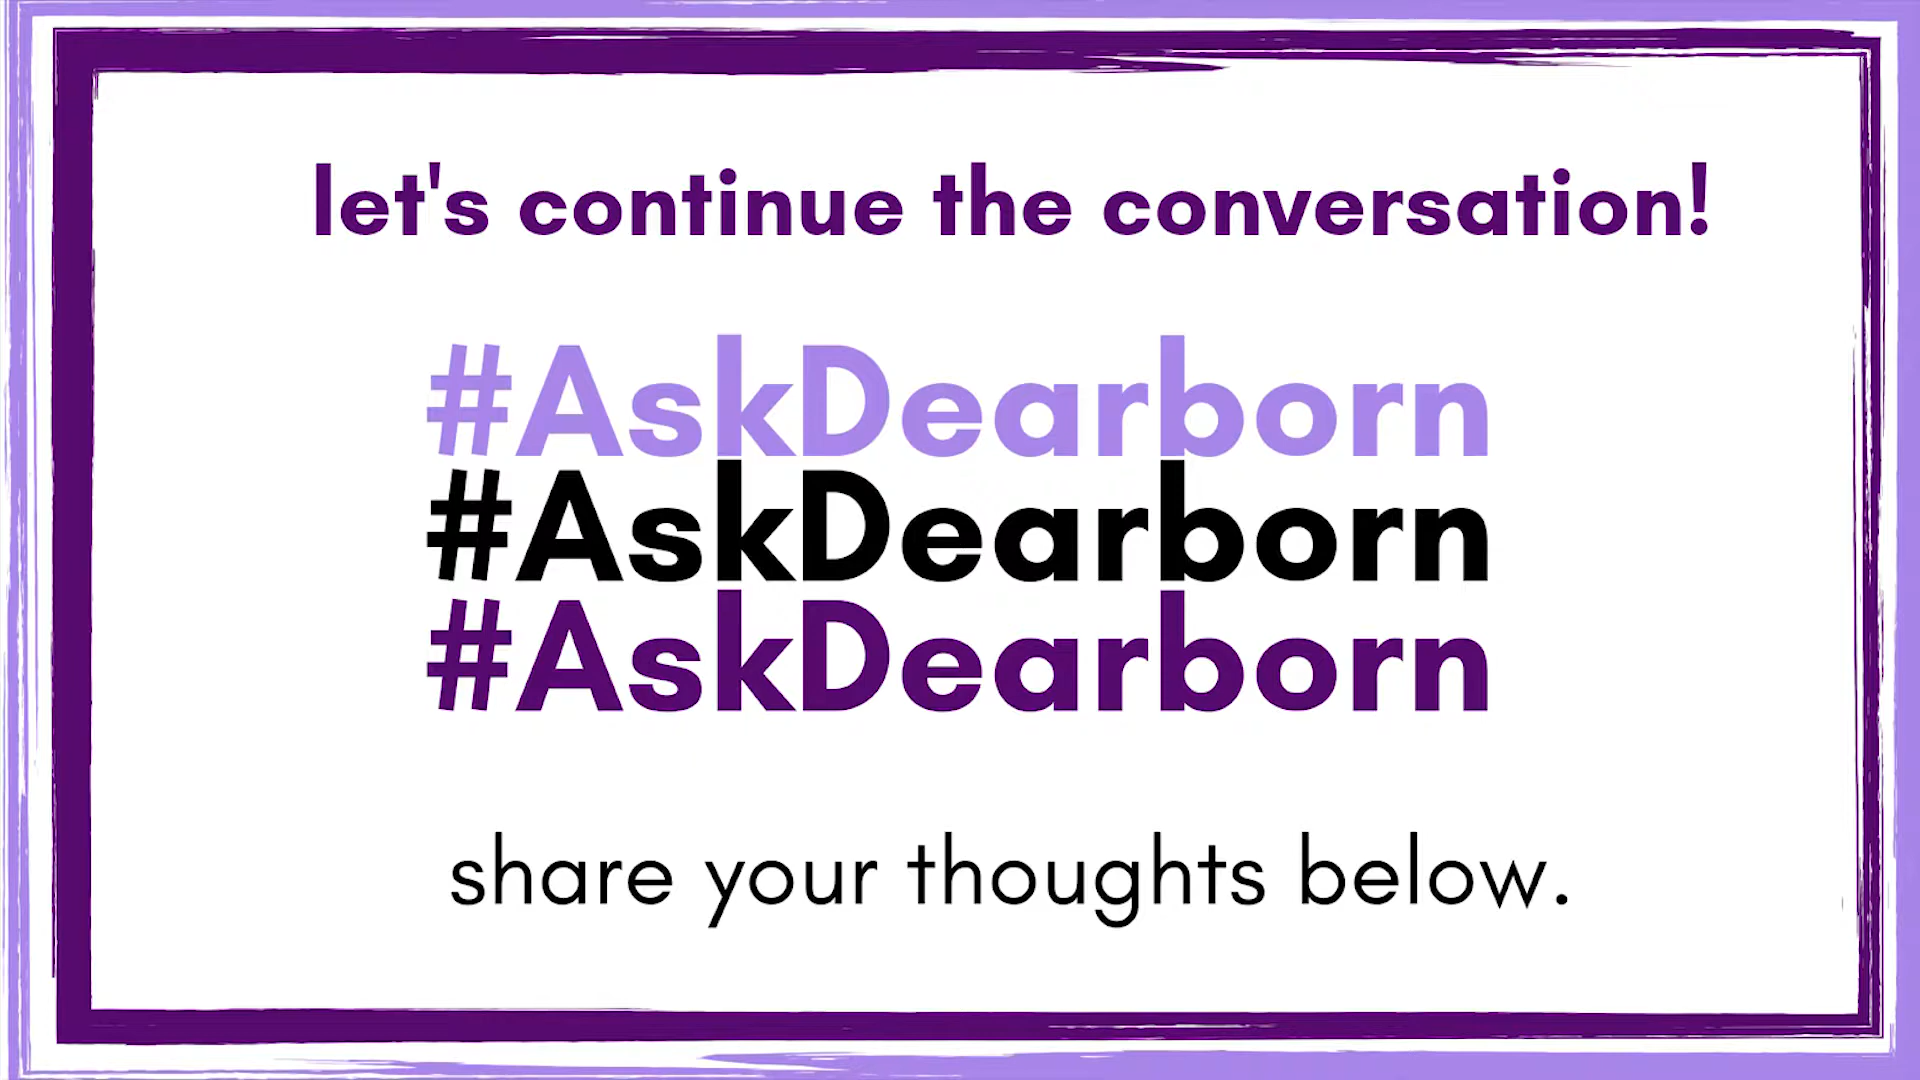 let's continue the conversation!
#AskDearborn
#AskDearborn
#AskDearborn
share your thoughts below.